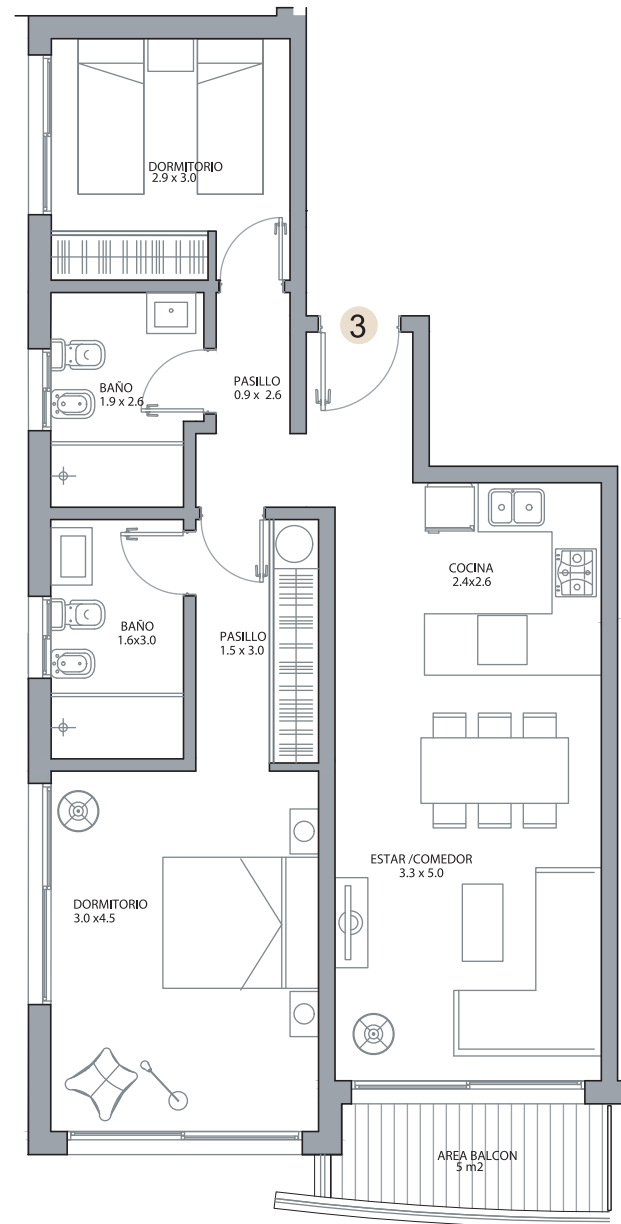 DORMITORIO
2.9 x 3.0
3
BAÑO
1.9 x 2.6
PASILLO
0.9 x 2.6
COCINA
2.4x2.6
BAÑO
1.6x3.0
PASILLO
1.5 x 3.0
ESTAR /COMEDOR
3.3 x 5.0
DORMITORIO
3.0 x4.5
AREA BALCON
5 m2